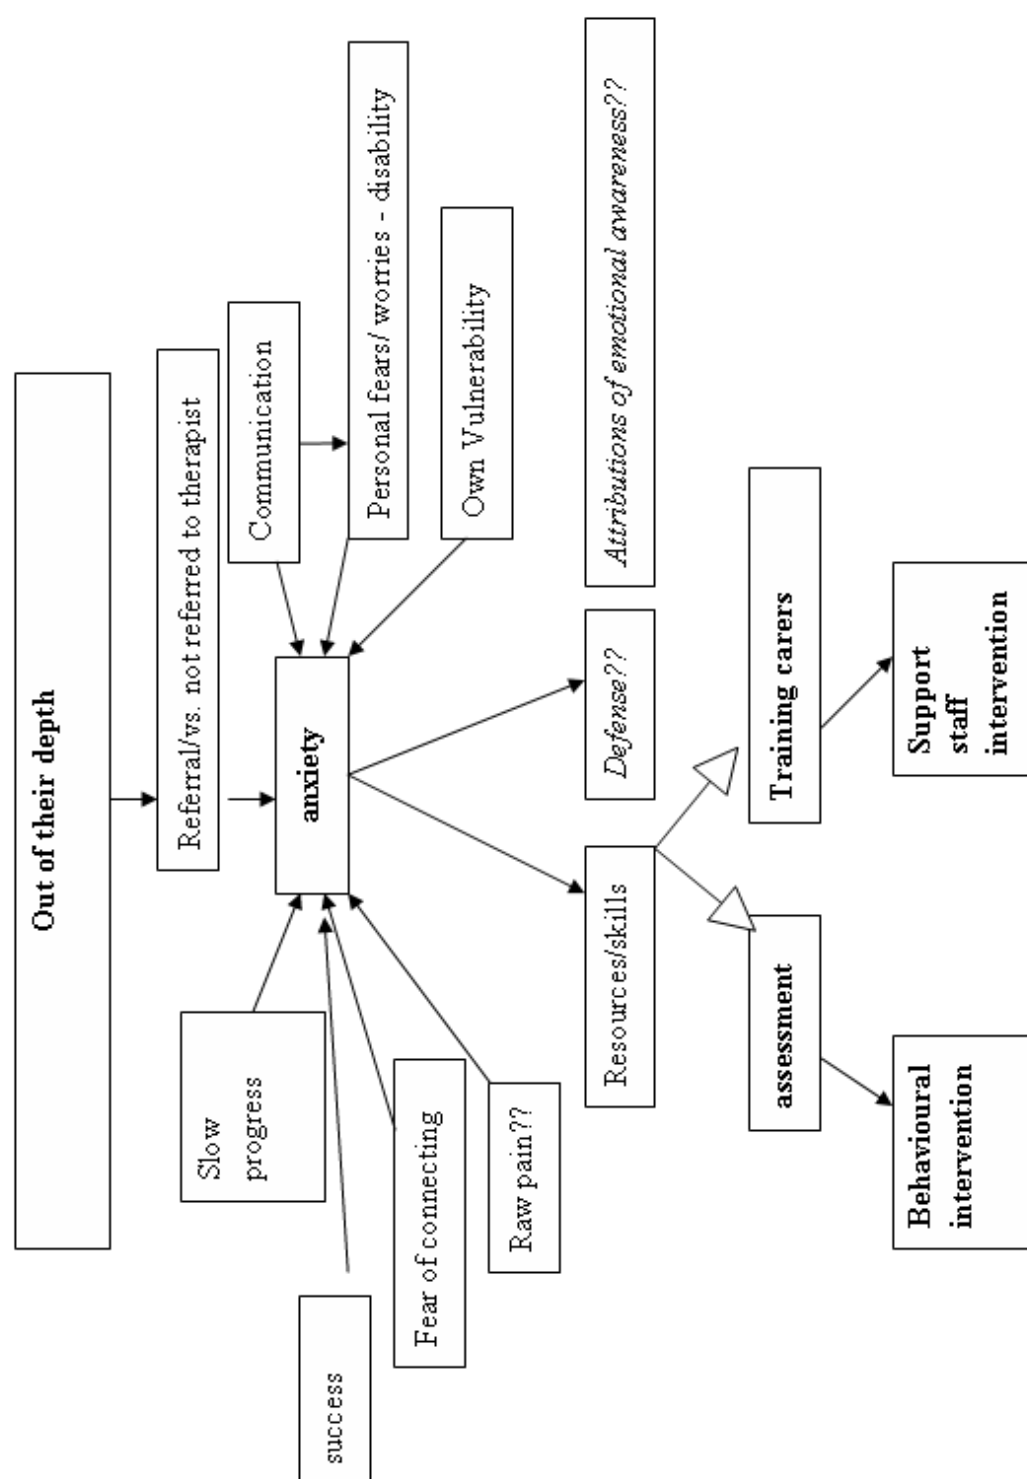 Out of their depth
Referral/vs. not referred to therapist
Slow
progress
Communication
success
anxiety
Personal fears/ worries - disability
Fear of connecting
Own Vulnerability
Raw pain??
Resources/skills
Defense??
Attributions of emotional awareness??
assessment
Training carers
Behavioural
intervention
Support
staff
intervention